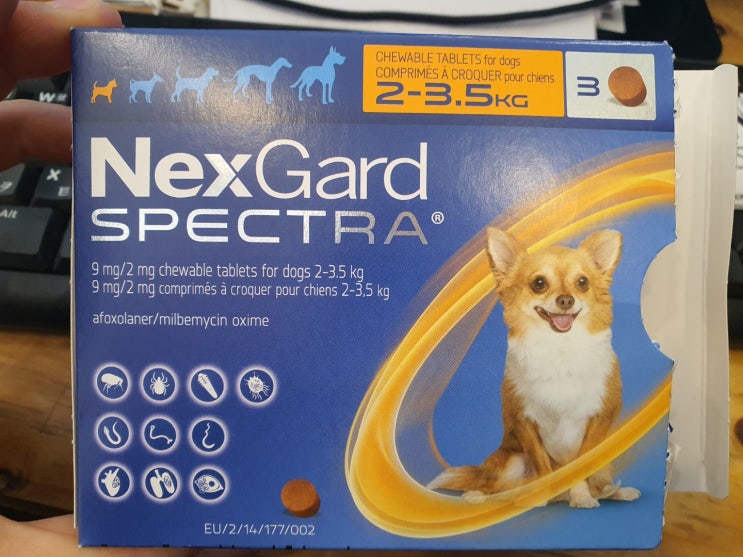 CHEWABLE TABLETS for dogs
COMPRIMÉS À CROQUER pour chiens
2-3.5KG
3
NexGard
SPECTRA®
9 mg/2 mg chewable tablets for dogs 2-3.5 kg
9 mg/2 mg comprimés à croquer pour chiens 2-3,5 kg
afoxolaner/milbemycin oxime
EU/2/14/177/002
Alt
X